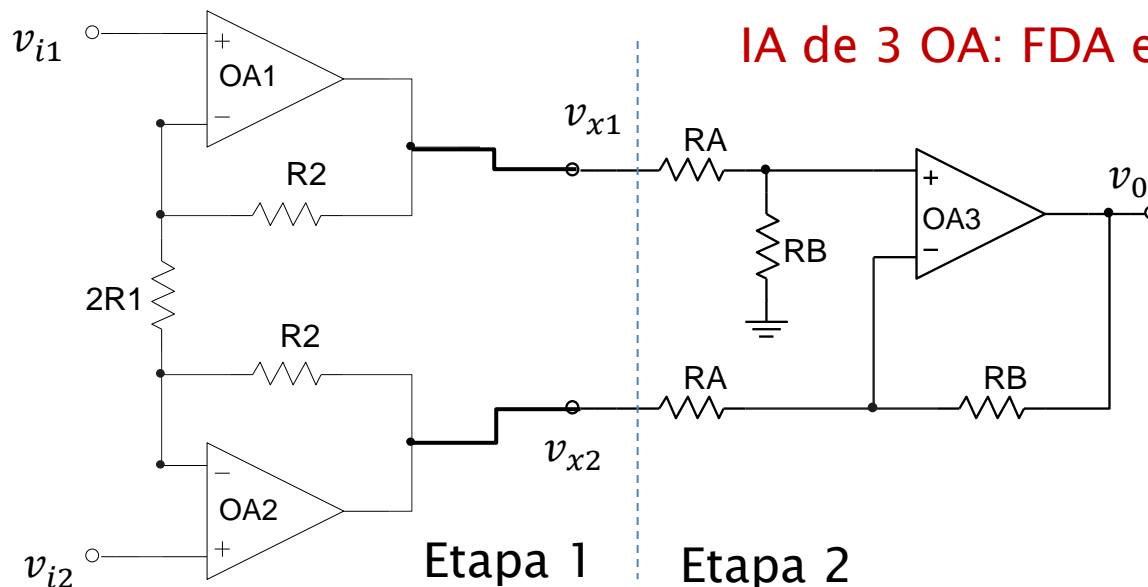 IA de 3 OA: FDA e
v_{i1}
+
OA1
−
R2
v_{x1}
RA
+
OA3
−
v_0
RB
2R1
R2
RA
RB
−
OA2
+
v_{x2}
v_{i2}
Etapa 1
Etapa 2